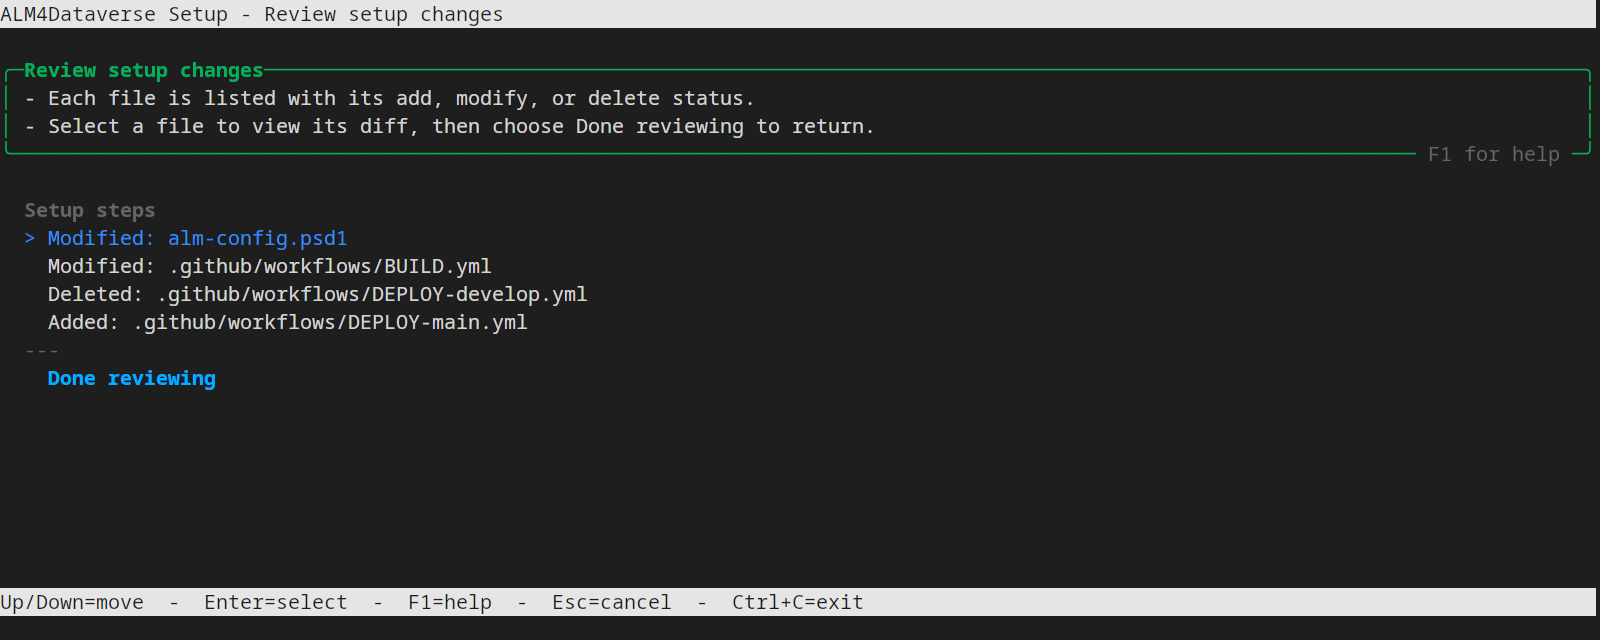 ALM4Dataverse Setup - Review setup changes
Review setup changes
- Each file is listed with its add, modify, or delete status.
- Select a file to view its diff, then choose Done reviewing to return.
F1 for help
Setup steps
> Modified: alm-config.psd1
Modified: .github/workflows/BUILD.yml
Deleted: .github/workflows/DEPLOY-develop.yml
Added: .github/workflows/DEPLOY-main.yml
---
Done reviewing
Up/Down=move  -  Enter=select  -  F1=help  -  Esc=cancel  -  Ctrl+C=exit